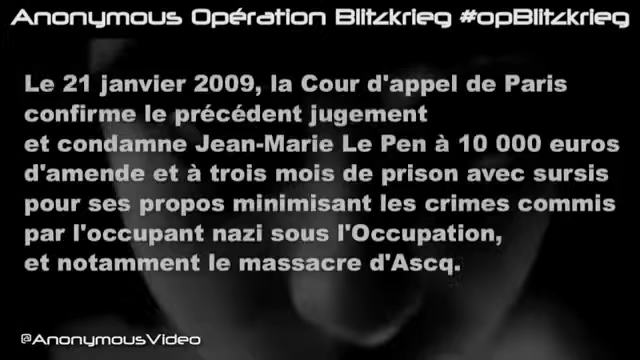 Anonymous Opération Blitzkrieg #opBlitzkrieg
Le 21 janvier 2009, la Cour d'appel de Paris
confirme le précédent jugement
et condamne Jean-Marie Le Pen à 10 000 euros
d'amende et à trois mois de prison avec sursis
pour ses propos minimisant les crimes commis
par l'occupant nazi sous l'Occupation,
et notamment le massacre d'Ascq.
@AnonymousVideo